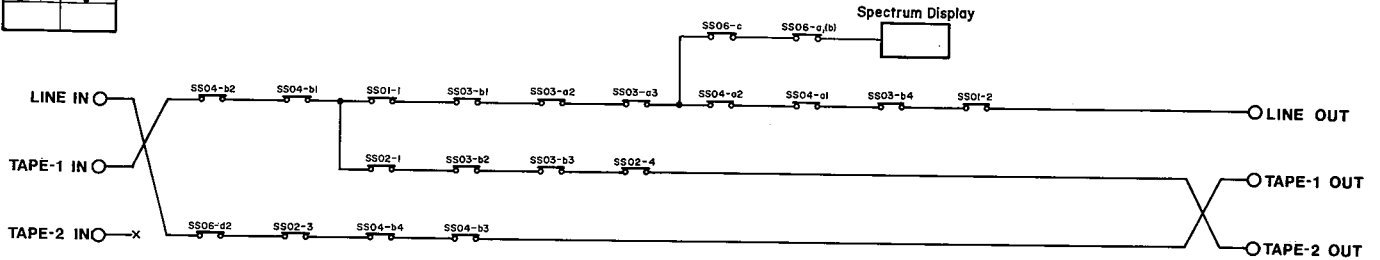 Spectrum Display
SS06-c SS06-a,(b)
LINE IN SS04-b2 SS04-b1 SS01-1 SS03-b1 SS03-a2 SS03-a3 SS04-a2 SS04-a1 SS03-b4 SS01-2 LINE OUT
TAPE-1 IN SS02-1 SS03-b2 SS03-b3 SS02-4 TAPE-1 OUT
TAPE-2 IN SS06-d2 SS02-3 SS04-b4 SS04-b3 TAPE-2 OUT